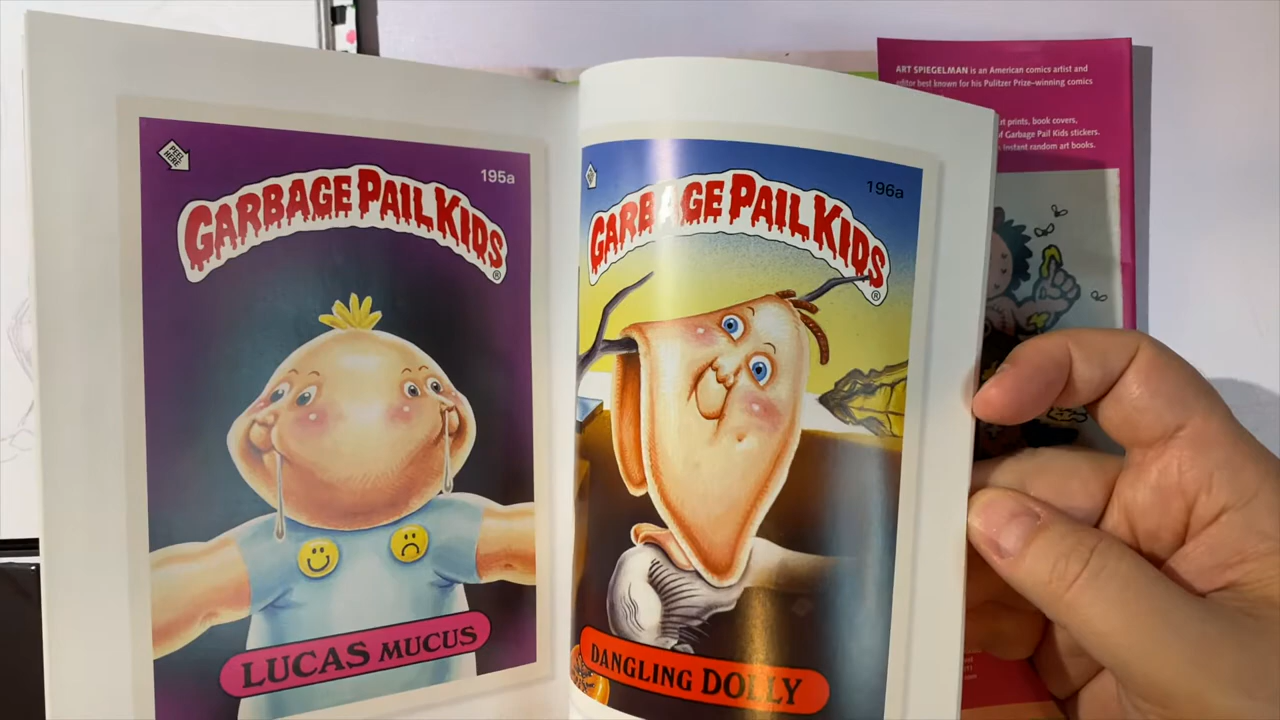 PEEL
HERE
195a
GARBAGE PAIL KIDS
®
LUCAS MUCUS
196a
GARBAGE PAIL KIDS
®
DANGLING DOLLY
ART SPIEGELMAN is an American comics artist and
editor best known for his Pulitzer Prize–winning comics
rt prints, book covers,
of Garbage Pail Kids stickers.
instant random art books.